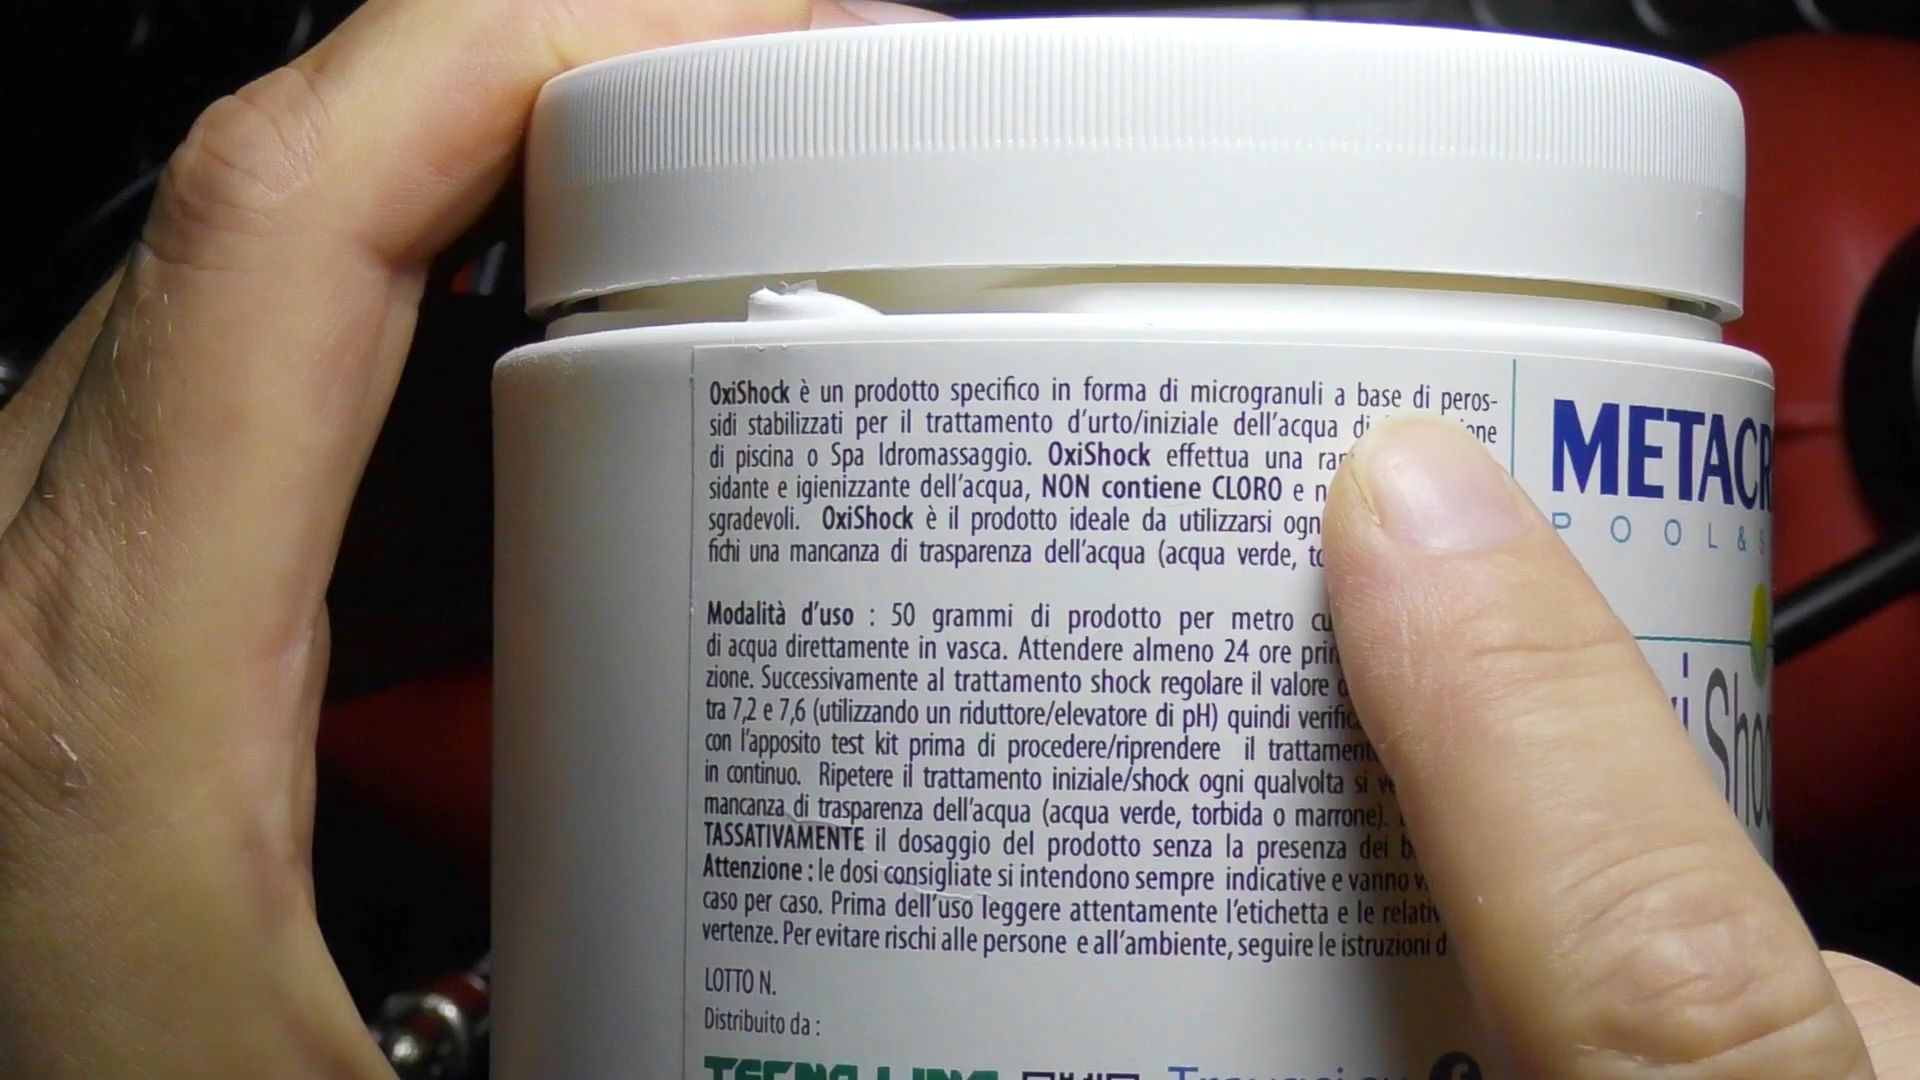 OxiShock è un prodotto specifico in forma di microgranuli a base di peros-
sidi stabilizzati per il trattamento d'urto/iniziale dell'acqua di
di piscina o Spa Idromassaggio. OxiShock effettua una
sidante e igienizzante dell'acqua, NON contiene CLORO e
sgradevoli. OxiShock è il prodotto ideale da utilizzarsi
fichi una mancanza di trasparenza dell'acqua (acqua verde,
Modalità d'uso : 50 grammi di prodotto per metro
di acqua direttamente in vasca. Attendere almeno 24 ore
zione. Successivamente al trattamento shock regolare il valore
tra 7,2 e 7,6 (utilizzando un riduttore/elevatore di pH) quindi
con l'apposito test kit prima di procedere/riprendere il
in continuo. Ripetere il trattamento iniziale/shock ogni qualvolta si
mancanza di trasparenza dell'acqua (acqua verde, torbida o marrone).
TASSATIVAMENTE il dosaggio del prodotto senza la presenza dei
Attenzione : le dosi consigliate si intendono sempre indicative e vanno
caso per caso. Prima dell'uso leggere attentamente l'etichetta e le
vertenze. Per evitare rischi alle persone e all'ambiente, seguire le istruzioni
LOTTO N.
Distribuito da :
METACR
POOL &
Shoc